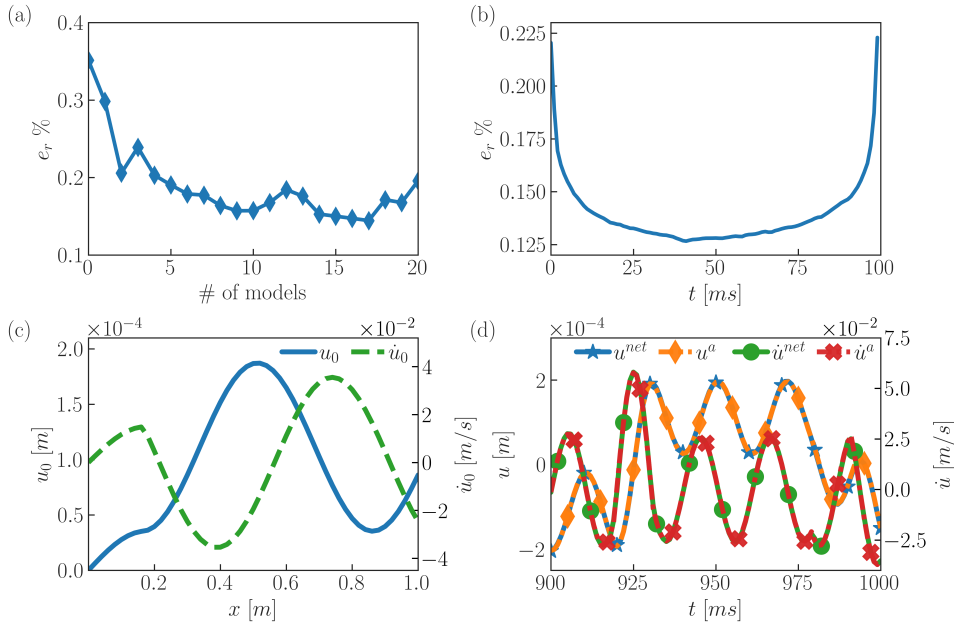 (a)
0.4
0.3
0.2
0.1
e_r %
0 5 10 15 20
# of models
(b)
0.225
0.200
0.175
0.150
0.125
e_r %
0 25 50 75 100
t [ms]
(c)
×10⁻⁴
×10⁻²
2.0
1.5
1.0
0.5
0.0
u_0 [m]
u_0 u̇_0
4
2
0
−2
−4
u̇_0 [m/s]
0.2 0.4 0.6 0.8 1.0
x [m]
(d)
×10⁻⁴
×10⁻²
2
0
−2
u [m]
u^{net} u^a u̇^{net} u̇^a
7.5
5.0
2.5
0.0
−2.5
u̇ [m/s]
900 925 950 975 1000
t [ms]